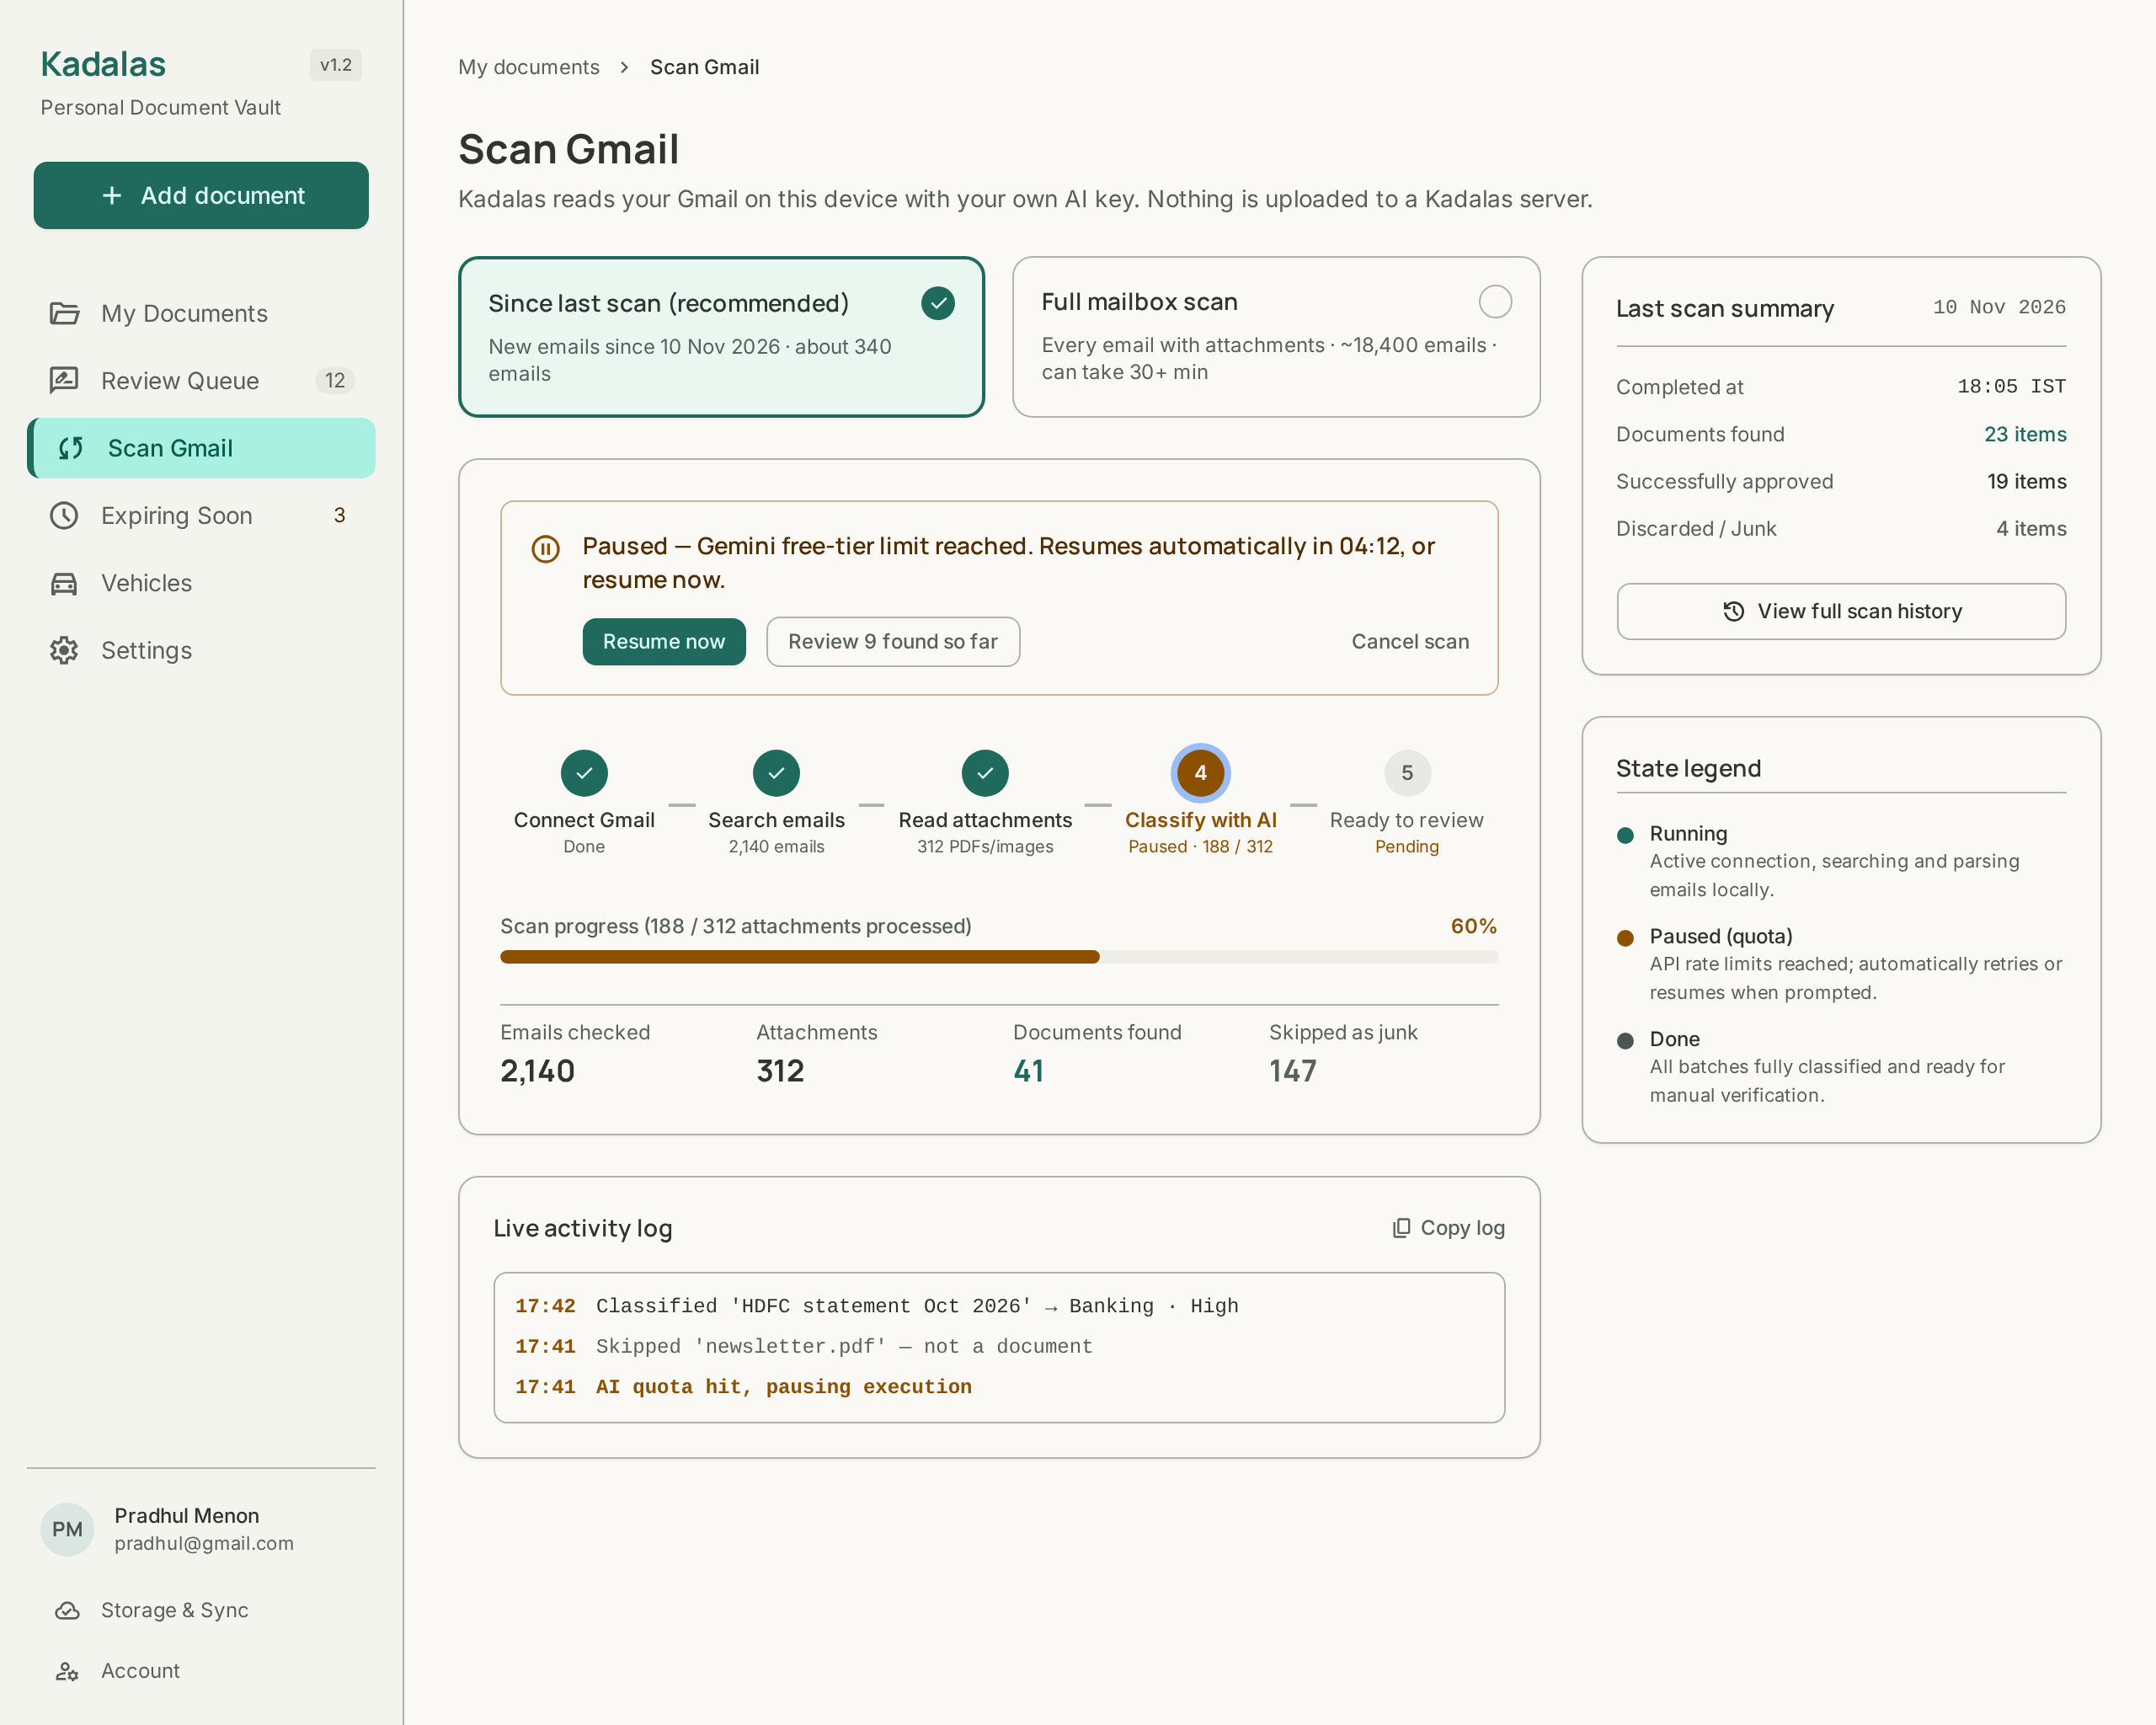 Kadalas
v1.2
Personal Document Vault
Add document
My Documents
Review Queue
12
Scan Gmail
Expiring Soon
3
Vehicles
Settings
PM
Pradhul Menon
pradhul@gmail.com
Storage & Sync
Account
My documents
Scan Gmail
Scan Gmail
Kadalas reads your Gmail on this device with your own AI key. Nothing is uploaded to a Kadalas server.
Since last scan (recommended)
New emails since 10 Nov 2026 · about 340
emails
Full mailbox scan
Every email with attachments · ~18,400 emails ·
can take 30+ min
Paused — Gemini free-tier limit reached. Resumes automatically in 04:12, or
resume now.
Resume now
Review 9 found so far
Cancel scan
Connect Gmail
Done
Search emails
2,140 emails
Read attachments
312 PDFs/images
4
Classify with AI
Paused · 188 / 312
5
Ready to review
Pending
Scan progress (188 / 312 attachments processed)
60%
Emails checked
2,140
Attachments
312
Documents found
41
Skipped as junk
147
Live activity log
Copy log
17:42 Classified 'HDFC statement Oct 2026' → Banking · High
17:41 Skipped 'newsletter.pdf' — not a document
17:41 AI quota hit, pausing execution
Last scan summary
10 Nov 2026
Completed at
18:05 IST
Documents found
23 items
Successfully approved
19 items
Discarded / Junk
4 items
View full scan history
State legend
Running
Active connection, searching and parsing
emails locally.
Paused (quota)
API rate limits reached; automatically retries or
resumes when prompted.
Done
All batches fully classified and ready for
manual verification.